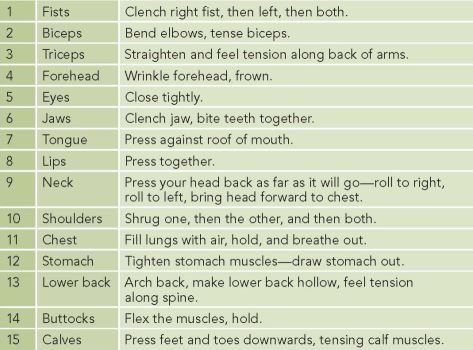 1 Fists Clench right fist, then left, then both.
2 Biceps Bend elbows, tense biceps.
3 Triceps Straighten and feel tension along back of arms.
4 Forehead Wrinkle forehead, frown.
5 Eyes Close tightly.
6 Jaws Clench jaw, bite teeth together.
7 Tongue Press against roof of mouth.
8 Lips Press together.
9 Neck Press your head back as far as it will go—roll to right,
roll to left, bring head forward to chest.
10 Shoulders Shrug one, then the other, and then both.
11 Chest Fill lungs with air, hold, and breathe out.
12 Stomach Tighten stomach muscles—draw stomach out.
13 Lower back Arch back, make lower back hollow, feel tension
along spine.
14 Buttocks Flex the muscles, hold.
15 Calves Press feet and toes downwards, tensing calf muscles.